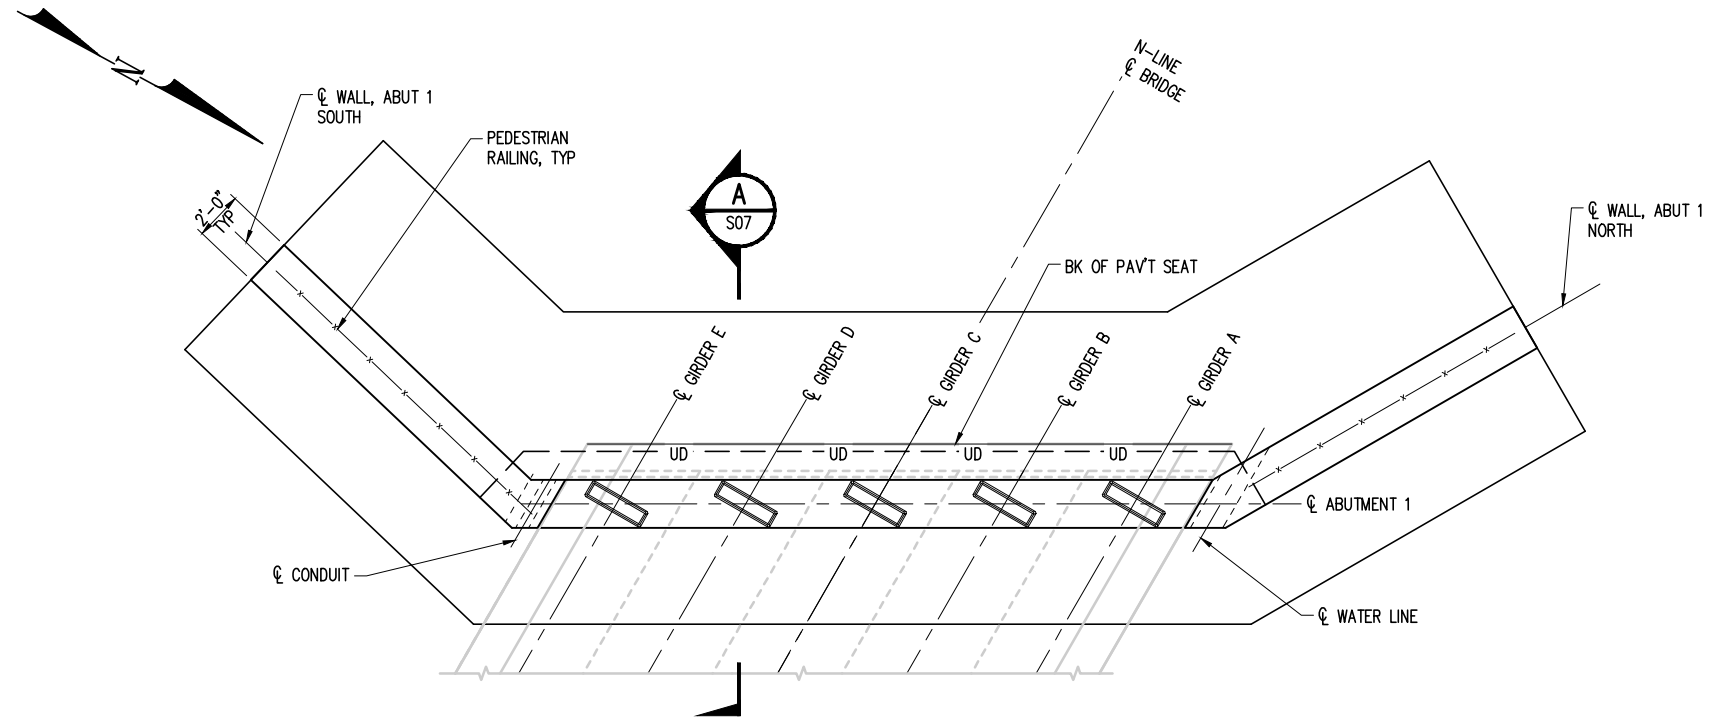 N
℄ WALL, ABUT 1
SOUTH
PEDESTRIAN
RAILING, TYP
2'-0"
TYP
A
S07
N-LINE
℄ BRIDGE
℄ WALL, ABUT 1
NORTH
BK OF PAV'T SEAT
℄ GIRDER E
℄ GIRDER D
℄ GIRDER C
℄ GIRDER B
℄ GIRDER A
UD
UD
UD
UD
℄ ABUTMENT 1
℄ CONDUIT
℄ WATER LINE